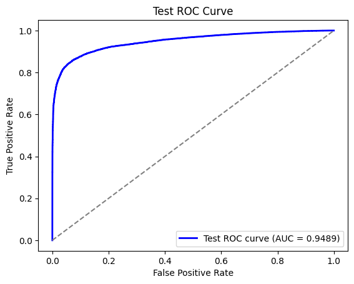 Test ROC Curve
1.0
0.8
0.6
0.4
0.2
0.0
True Positive Rate
Test ROC curve (AUC = 0.9489)
0.0 0.2 0.4 0.6 0.8 1.0
False Positive Rate